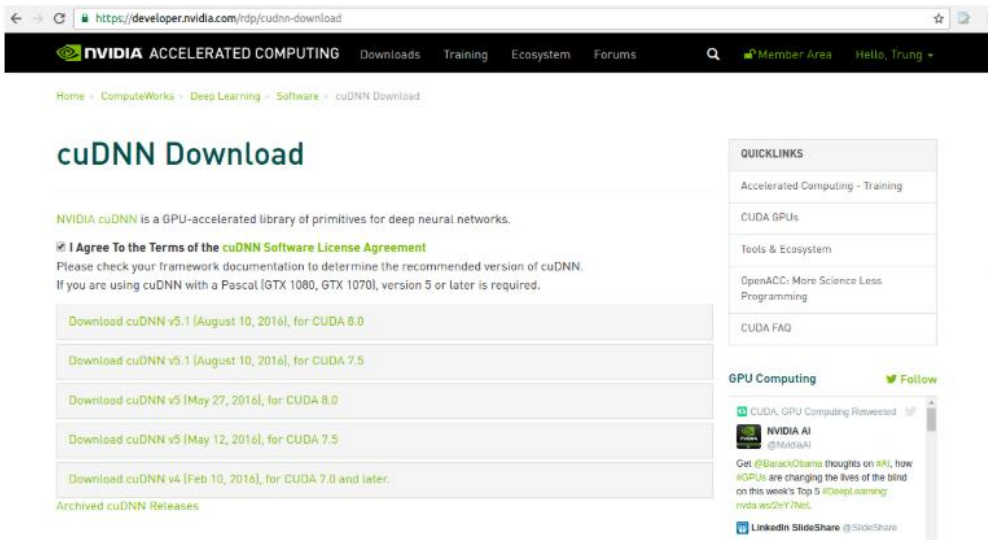 https://developer.nvidia.com/rdp/cudnn-download
NVIDIA ACCELERATED COMPUTING Downloads Training Ecosystem Forums Member Area Hello, Trung
Home > ComputeWorks > Deep Learning > Software > cuDNN Download
cuDNN Download
NVIDIA cuDNN is a GPU-accelerated library of primitives for deep neural networks.
I Agree To the Terms of the cuDNN Software License Agreement
Please check your framework documentation to determine the recommended version of cuDNN.
If you are using cuDNN with a Pascal (GTX 1080, GTX 1070), version 5 or later is required.
Download cuDNN v5.1 (August 10, 2016), for CUDA 8.0
Download cuDNN v5.1 (August 10, 2016), for CUDA 7.5
Download cuDNN v5 (May 27, 2016), for CUDA 8.0
Download cuDNN v5 (May 12, 2016), for CUDA 7.5
Download cuDNN v4 (Feb 10, 2016), for CUDA 7.0 and later.
Archived cuDNN Releases
QUICKLINKS
Accelerated Computing - Training
CUDA GPUs
Tools & Ecosystem
OpenACC: More Science Less
Programming
CUDA FAQ
GPU Computing Follow
CUDA, GPU Computing Retweeted
NVIDIA AI
@NvidiaAI
Get @BarackObama thoughts on #AI, how
#GPUs are changing the lives of the blind
on this week's Top 5 #DeepLearning:
nvda.ws/2eY7NeL
LinkedIn SlideShare @SlideShare